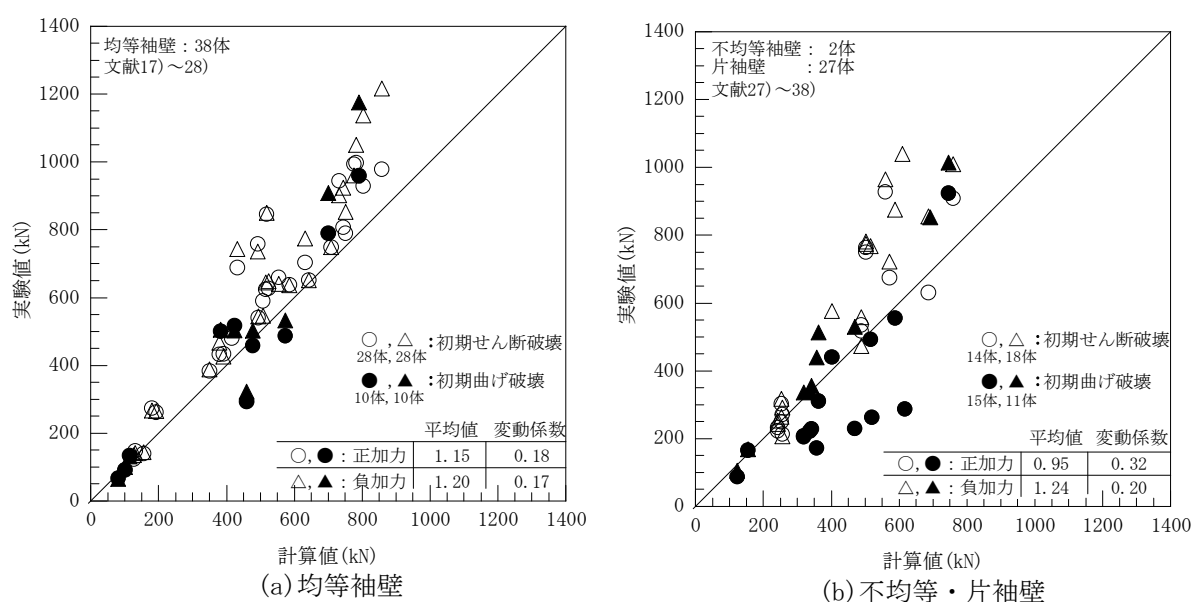 均等袖壁 : 38体
文献17)～28)
1400
1200
1000
800
600
400
200
0
実験値(kN)
○, △ : 初期せん断破壊
28体, 28体
●, ▲ : 初期曲げ破壊
10体, 10体
平均値 変動係数
○, ● : 正加力 1.15 0.18
△, ▲ : 負加力 1.20 0.17
0 200 400 600 800 1000 1200 1400
計算値(kN)
(a)均等袖壁
不均等袖壁 : 2体
片袖壁 : 27体
文献27)～38)
1400
1200
1000
800
600
400
200
0
実験値(kN)
○, △ : 初期せん断破壊
14体, 18体
●, ▲ : 初期曲げ破壊
15体, 11体
平均値 変動係数
○, ● : 正加力 0.95 0.32
△, ▲ : 負加力 1.24 0.20
0 200 400 600 800 1000 1200 1400
計算値(kN)
(b)不均等・片袖壁